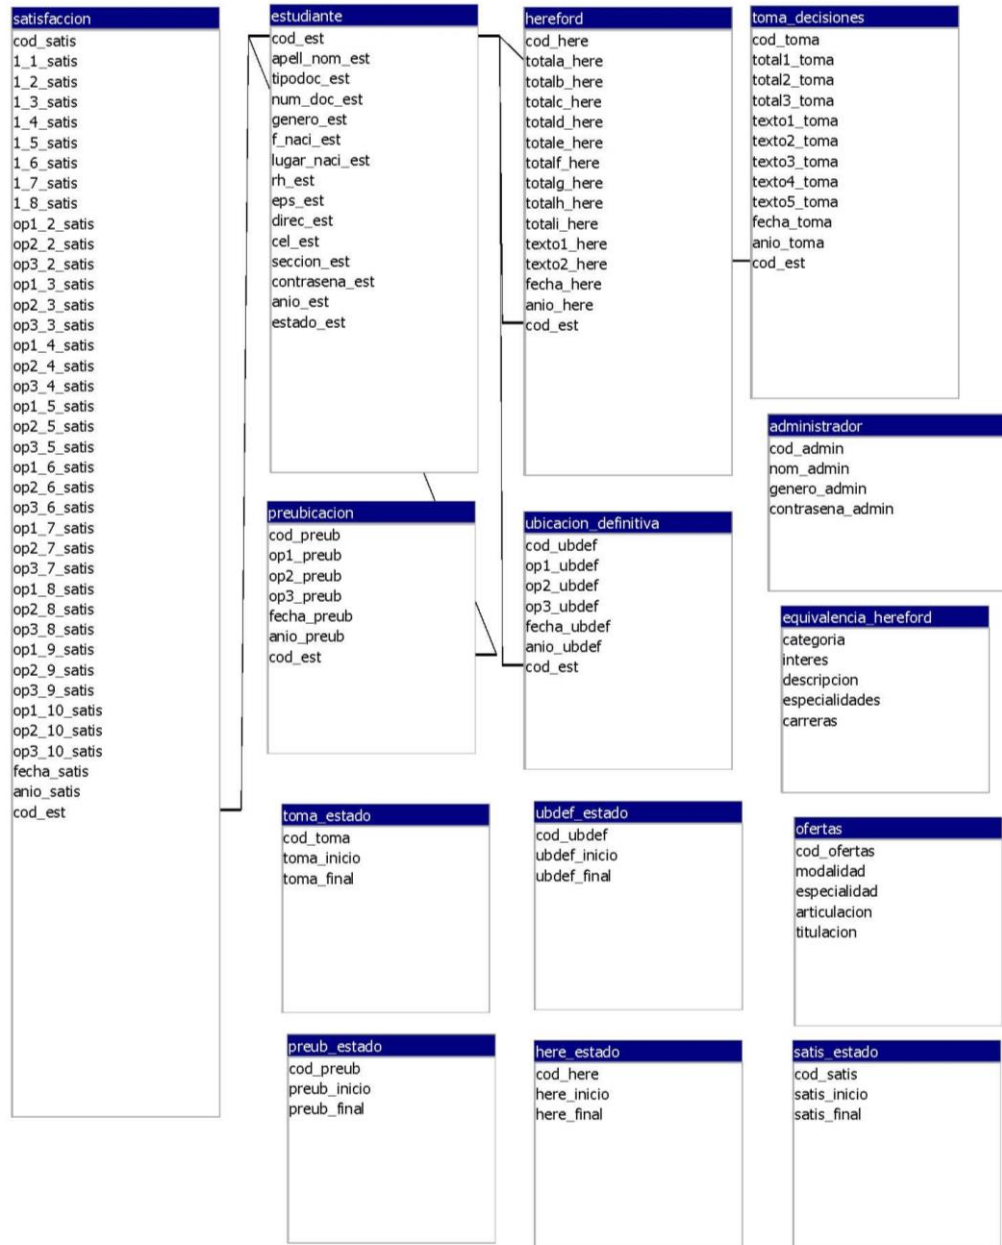 satisfaccion
cod_satis
1_1_satis
1_2_satis
1_3_satis
1_4_satis
1_5_satis
1_6_satis
1_7_satis
1_8_satis
op1_2_satis
op2_2_satis
op3_2_satis
op1_3_satis
op2_3_satis
op3_3_satis
op1_4_satis
op2_4_satis
op3_4_satis
op1_5_satis
op2_5_satis
op3_5_satis
op1_6_satis
op2_6_satis
op3_6_satis
op1_7_satis
op2_7_satis
op3_7_satis
op1_8_satis
op2_8_satis
op3_8_satis
op1_9_satis
op2_9_satis
op3_9_satis
op1_10_satis
op2_10_satis
op3_10_satis
fecha_satis
anio_satis
cod_est
estudiante
cod_est
apell_nom_est
tipodoc_est
num_doc_est
genero_est
f_naci_est
lugar_naci_est
rh_est
eps_est
direc_est
cel_est
seccion_est
contrasena_est
anio_est
estado_est
hereford
cod_here
totala_here
totalb_here
totalc_here
totald_here
totale_here
totalf_here
totalg_here
totalh_here
totali_here
texto1_here
texto2_here
fecha_here
anio_here
cod_est
toma_decisiones
cod_toma
total1_toma
total2_toma
total3_toma
texto1_toma
texto2_toma
texto3_toma
texto4_toma
texto5_toma
fecha_toma
anio_toma
cod_est
administrador
cod_admin
nom_admin
genero_admin
contrasena_admin
preubicacion
cod_preub
op1_preub
op2_preub
op3_preub
fecha_preub
anio_preub
cod_est
ubicacion_definitiva
cod_ubdef
op1_ubdef
op2_ubdef
op3_ubdef
fecha_ubdef
anio_ubdef
cod_est
equivalencia_hereford
categoria
interes
descripcion
especialidades
carreras
toma_estado
cod_toma
toma_inicio
toma_final
ubdef_estado
cod_ubdef
ubdef_inicio
ubdef_final
ofertas
cod_ofertas
modalidad
especialidad
articulacion
titulacion
preub_estado
cod_preub
preub_inicio
preub_final
here_estado
cod_here
here_inicio
here_final
satis_estado
cod_satis
satis_inicio
satis_final